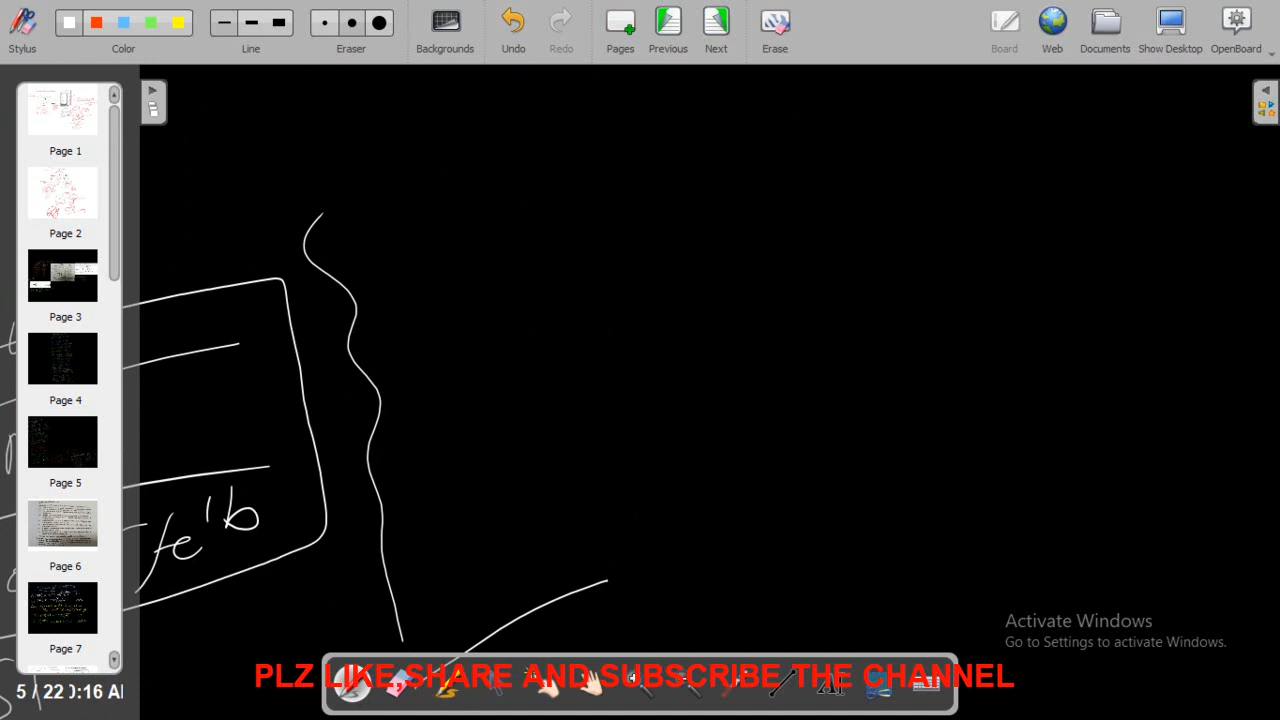 Stylus Color Line Eraser Backgrounds Undo Redo Pages Previous Next Erase Board Web Documents Show Desktop OpenBoard
Page 1
Page 2
Page 3
Page 4
Page 5
Page 6
Page 7
fe'b
Activate Windows
Go to Settings to activate Windows.
PLZ LIKE,SHARE AND SUBSCRIBE THE CHANNEL
5 / 22